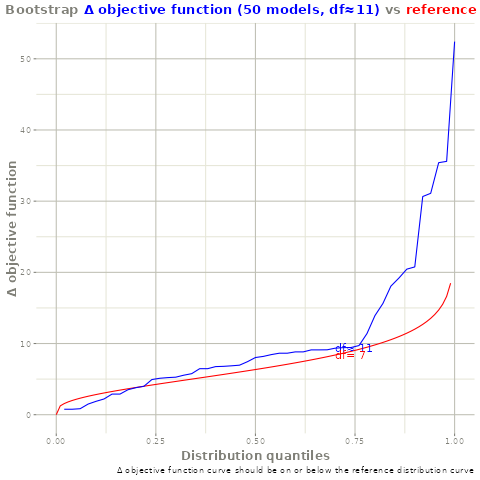 Bootstrap Δ objective function (50 models, df≈11) vs reference
Δ objective function
50
40
30
20
10
0
df≈ 11
df= 7
0.00 0.25 0.50 0.75 1.00
Distribution quantiles
Δ objective function curve should be on or below the reference distribution curve